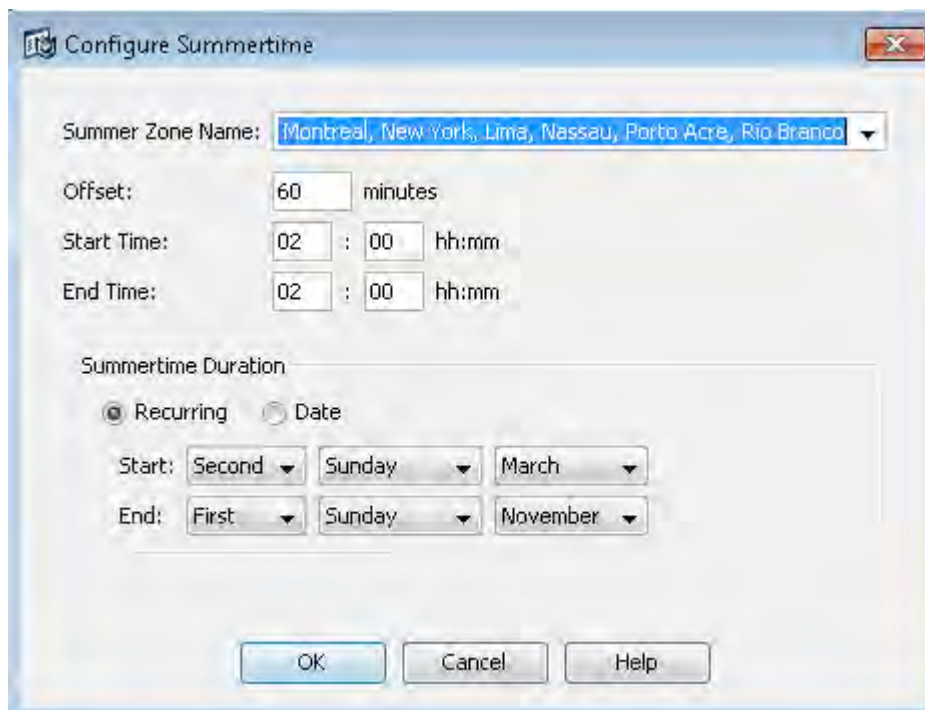 Configure Summertime
Summer Zone Name: Montreal, New York, Lima, Nassau, Porto Acre, Rio Branco
Offset: 60 minutes
Start Time: 02 : 00 hh:mm
End Time: 02 : 00 hh:mm
Summertime Duration
Recurring Date
Start: Second Sunday March
End: First Sunday November
OK Cancel Help